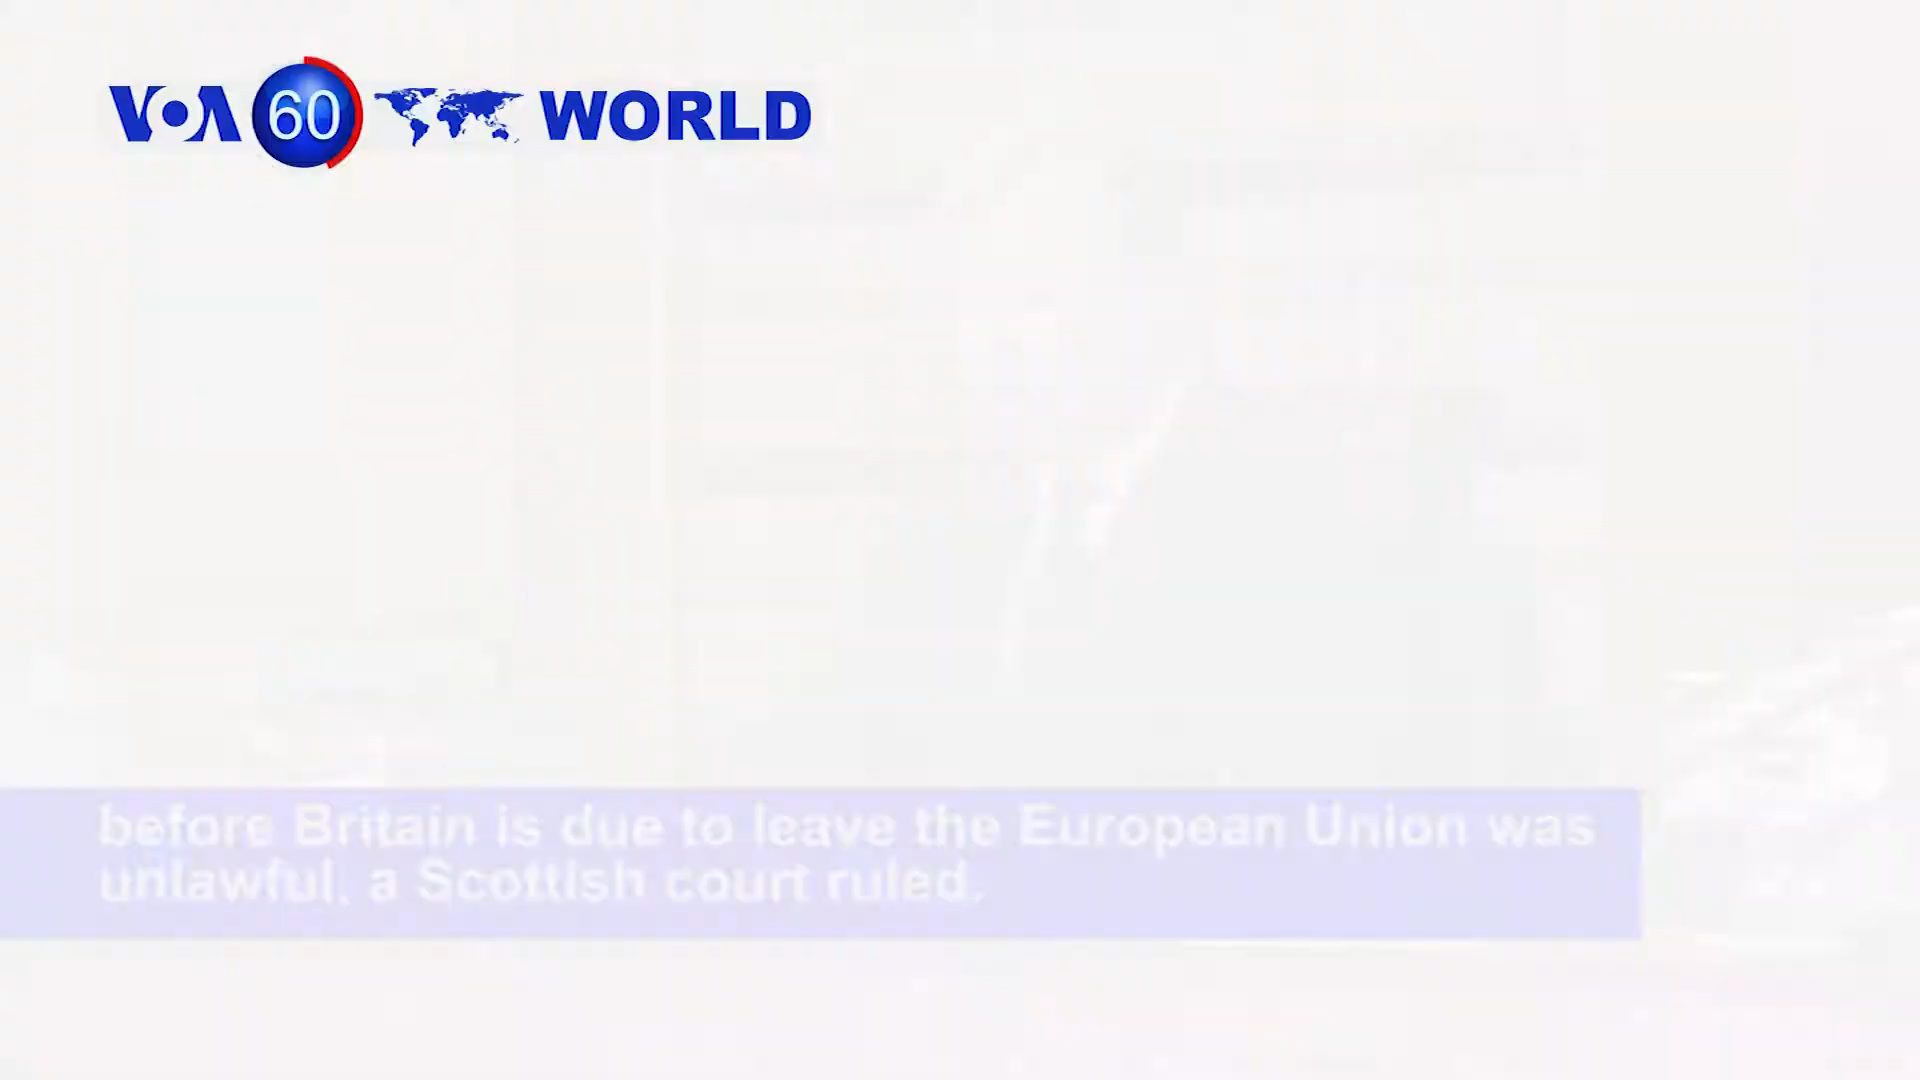 VOA 60 WORLD
before Britain is due to leave the European Union was
unlawful, a Scottish court ruled.